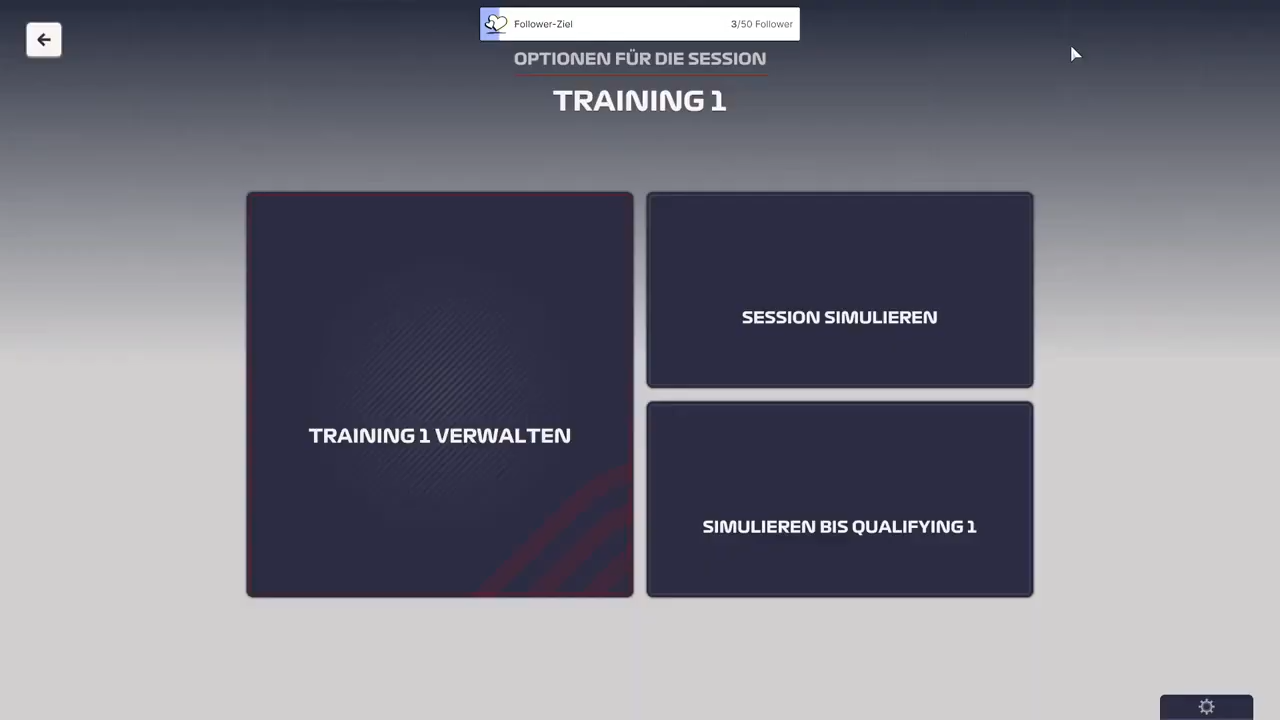 Follower-Ziel 3/50 Follower
OPTIONEN FÜR DIE SESSION
TRAINING 1
TRAINING 1 VERWALTEN
SESSION SIMULIEREN
SIMULIEREN BIS QUALIFYING 1